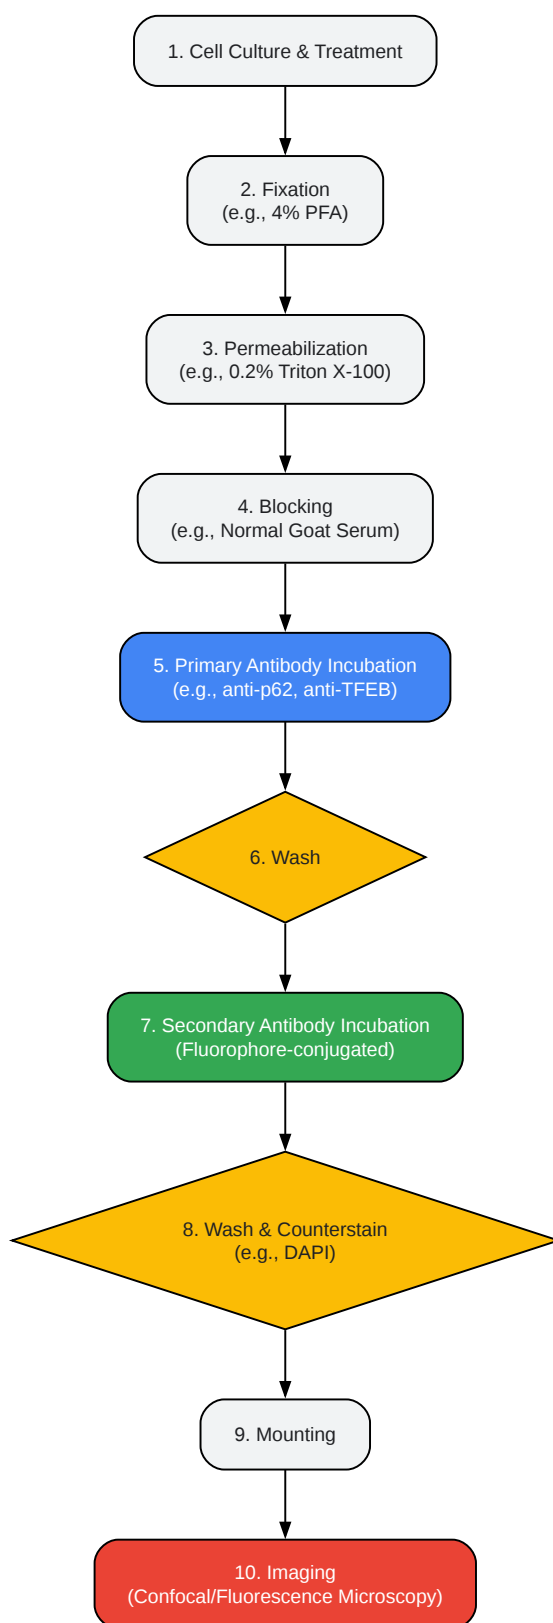 1. Cell Culture & Treatment
2. Fixation
(e.g., 4% PFA)
3. Permeabilization
(e.g., 0.2% Triton X-100)
4. Blocking
(e.g., Normal Goat Serum)
5. Primary Antibody Incubation
(e.g., anti-p62, anti-TFEB)
6. Wash
7. Secondary Antibody Incubation
(Fluorophore-conjugated)
8. Wash & Counterstain
(e.g., DAPI)
9. Mounting
10. Imaging
(Confocal/Fluorescence Microscopy)